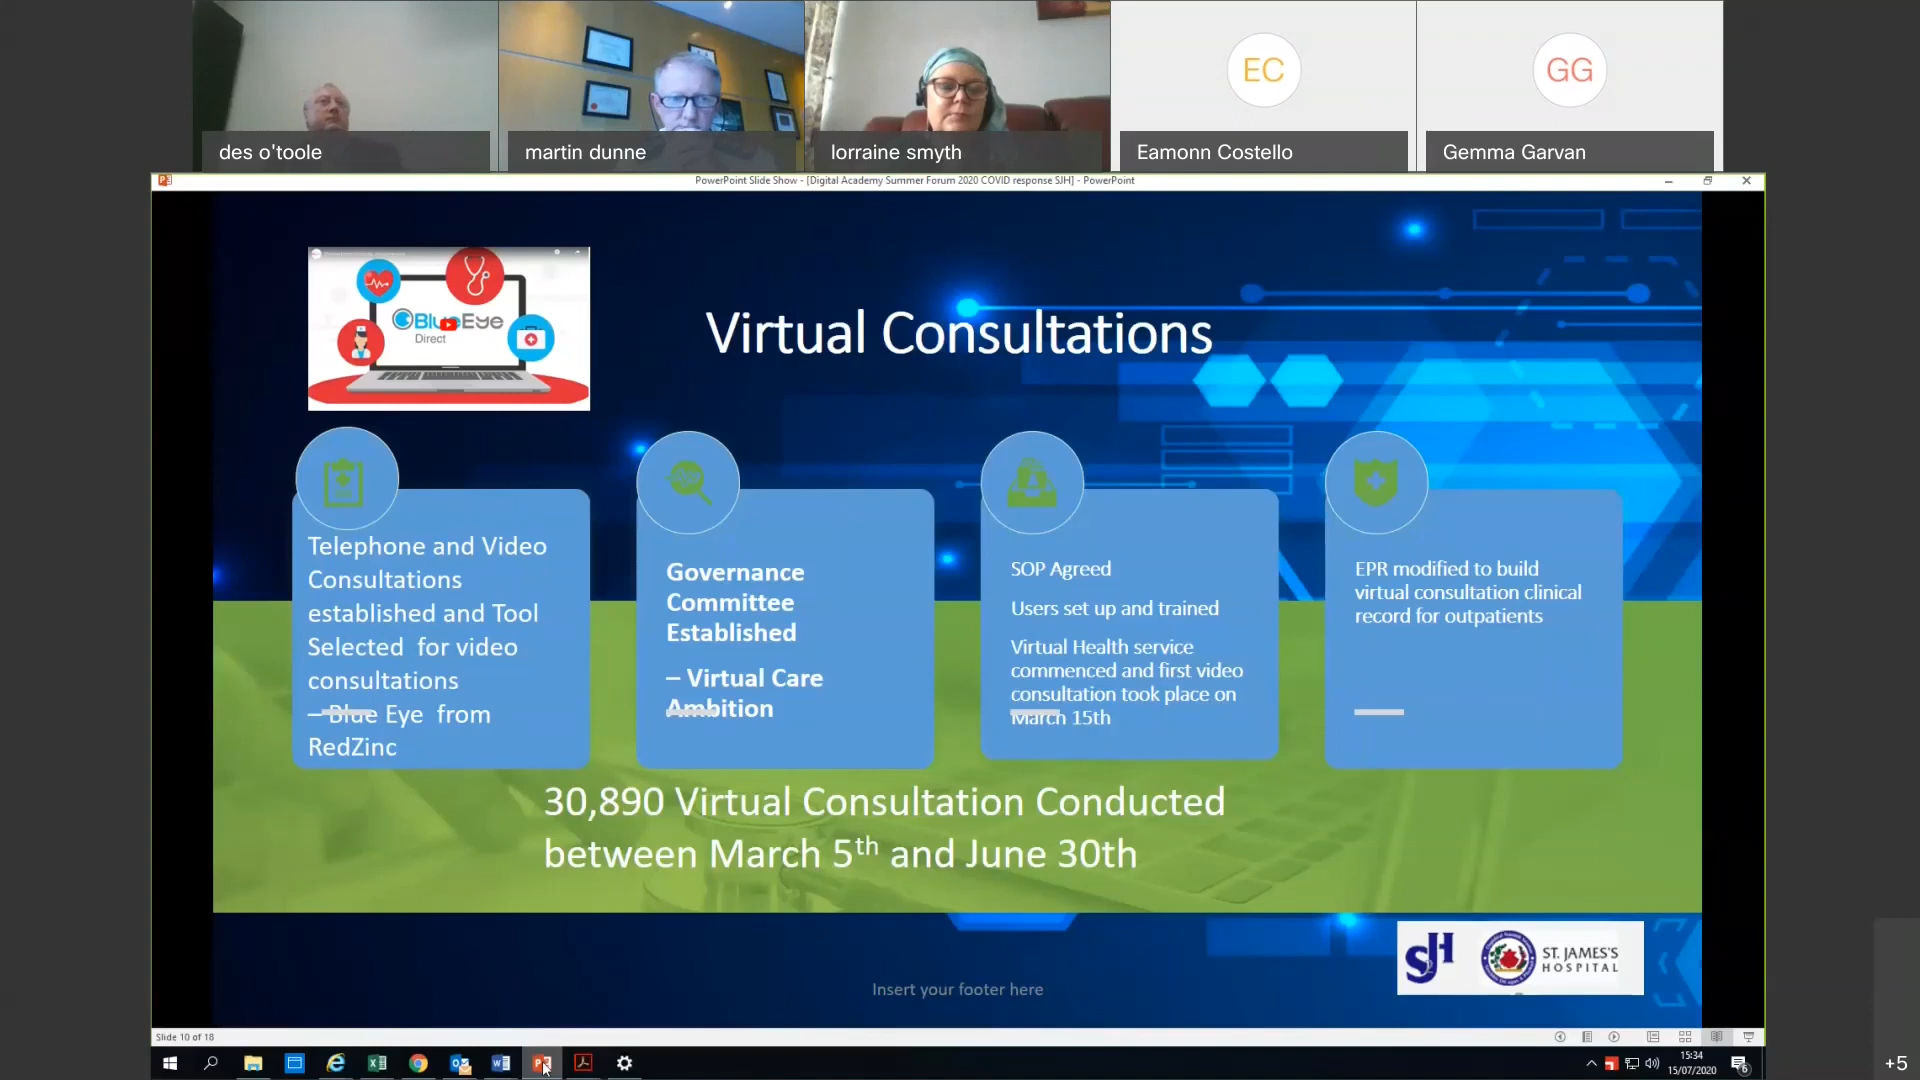 EC
GG
des o'toole
martin dunne
lorraine smyth
Eamonn Costello
Gemma Garvan
PowerPoint Slide Show - [Digital Academy Summer Forum 2020 COVID response SJH] - PowerPoint
BlueEye
Direct
Virtual Consultations
Telephone and Video
Consultations
established and Tool
Selected for video
consultations
– Blue Eye from
RedZinc
Governance
Committee
Established
– Virtual Care
Ambition
SOP Agreed
Users set up and trained
Virtual Health service
commenced and first video
consultation took place on
March 15th
EPR modified to build
virtual consultation clinical
record for outpatients
30,890 Virtual Consultation Conducted
between March 5th and June 30th
SJH
ST. JAMES'S
HOSPITAL
Insert your footer here
Slide 10 of 18
15:34
15/07/2020
6
+5